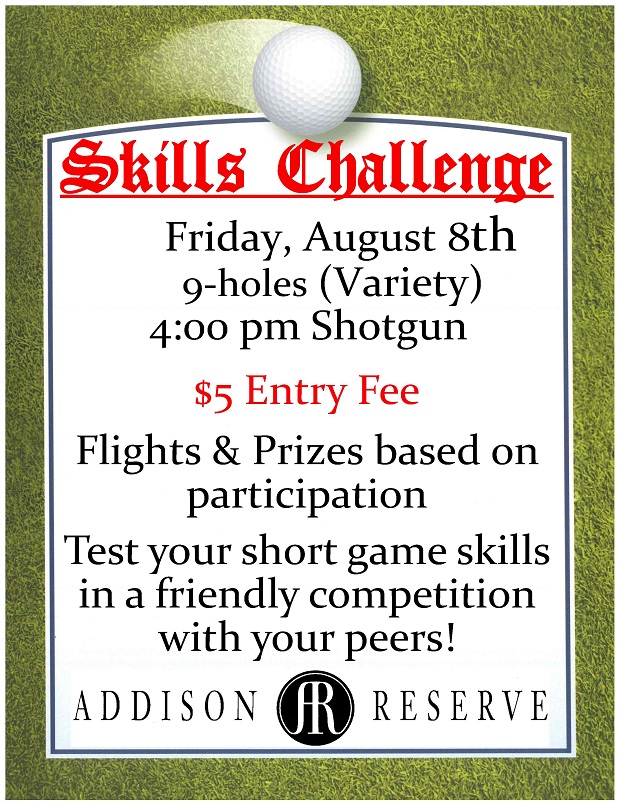 Skills Challenge
Friday, August 8th
9-holes (Variety)
4:00 pm Shotgun
$5 Entry Fee
Flights & Prizes based on
participation
Test your short game skills
in a friendly competition
with your peers!
ADDISON AR RESERVE